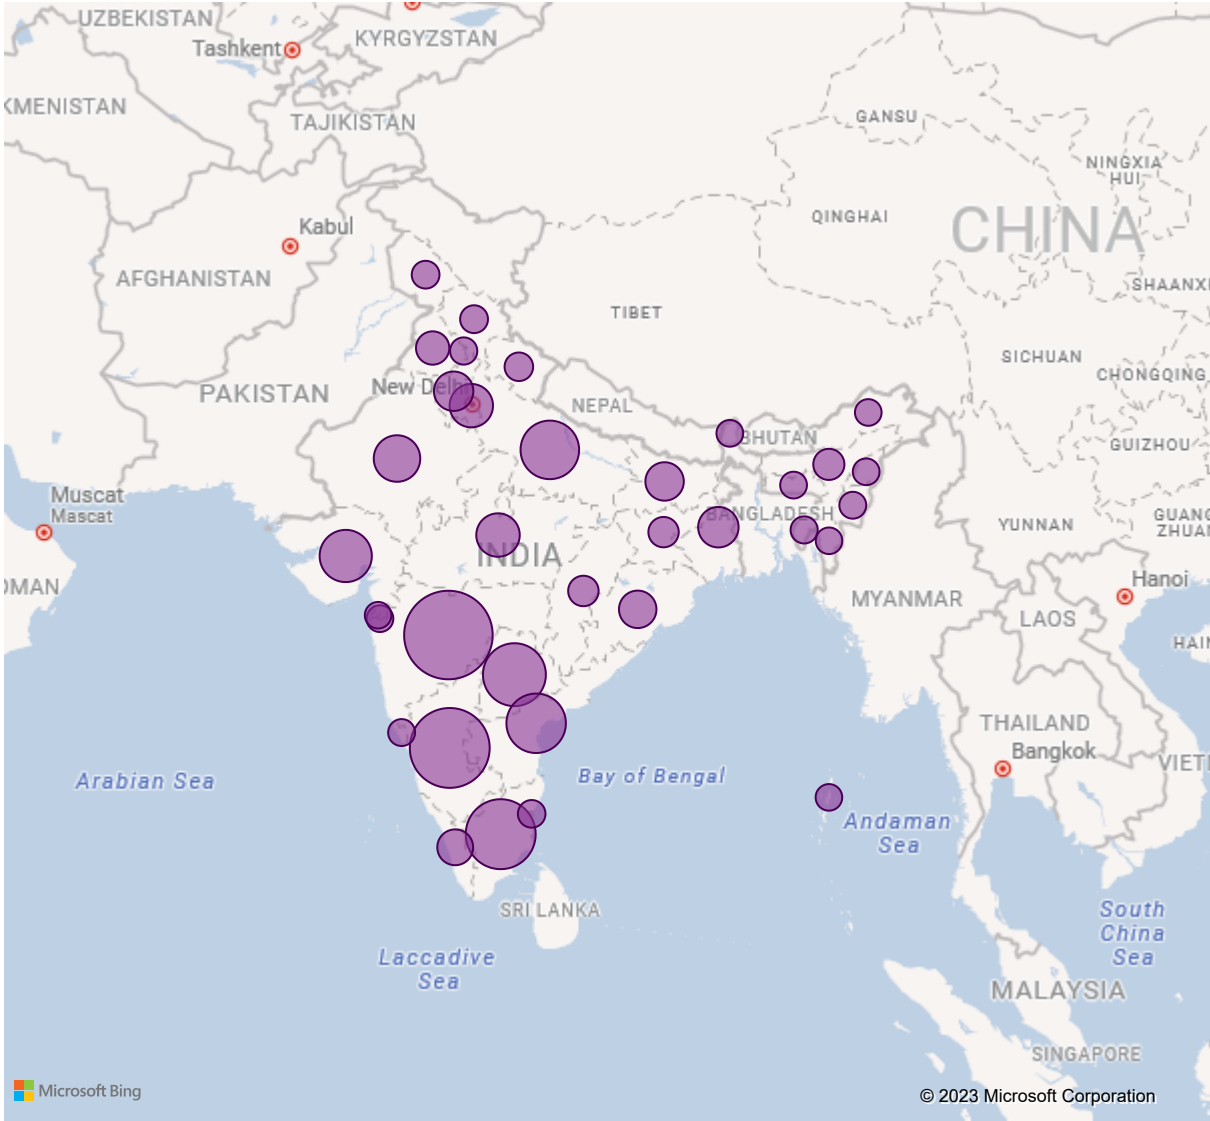 UZBEKISTAN
Tashkent
KYRGYZSTAN
KMENISTAN
TAJIKISTAN
GANSU
NINGXIA
HUI
QINGHAI
CHINA
Kabul
AFGHANISTAN
SHAANXI
TIBET
SICHUAN
CHONGQING
PAKISTAN
New Delhi
NEPAL
BHUTAN
GUIZHOU
Muscat
Mascat
BANGLADESH
YUNNAN
GUANG
ZHUAN
INDIA
OMAN
MYANMAR
Hanoi
LAOS
HAIN
THAILAND
Bangkok
VIETN
Arabian Sea
Bay of Bengal
Andaman
Sea
SRI LANKA
South
China
Sea
Laccadive
Sea
MALAYSIA
SINGAPORE
Microsoft Bing
© 2023 Microsoft Corporation